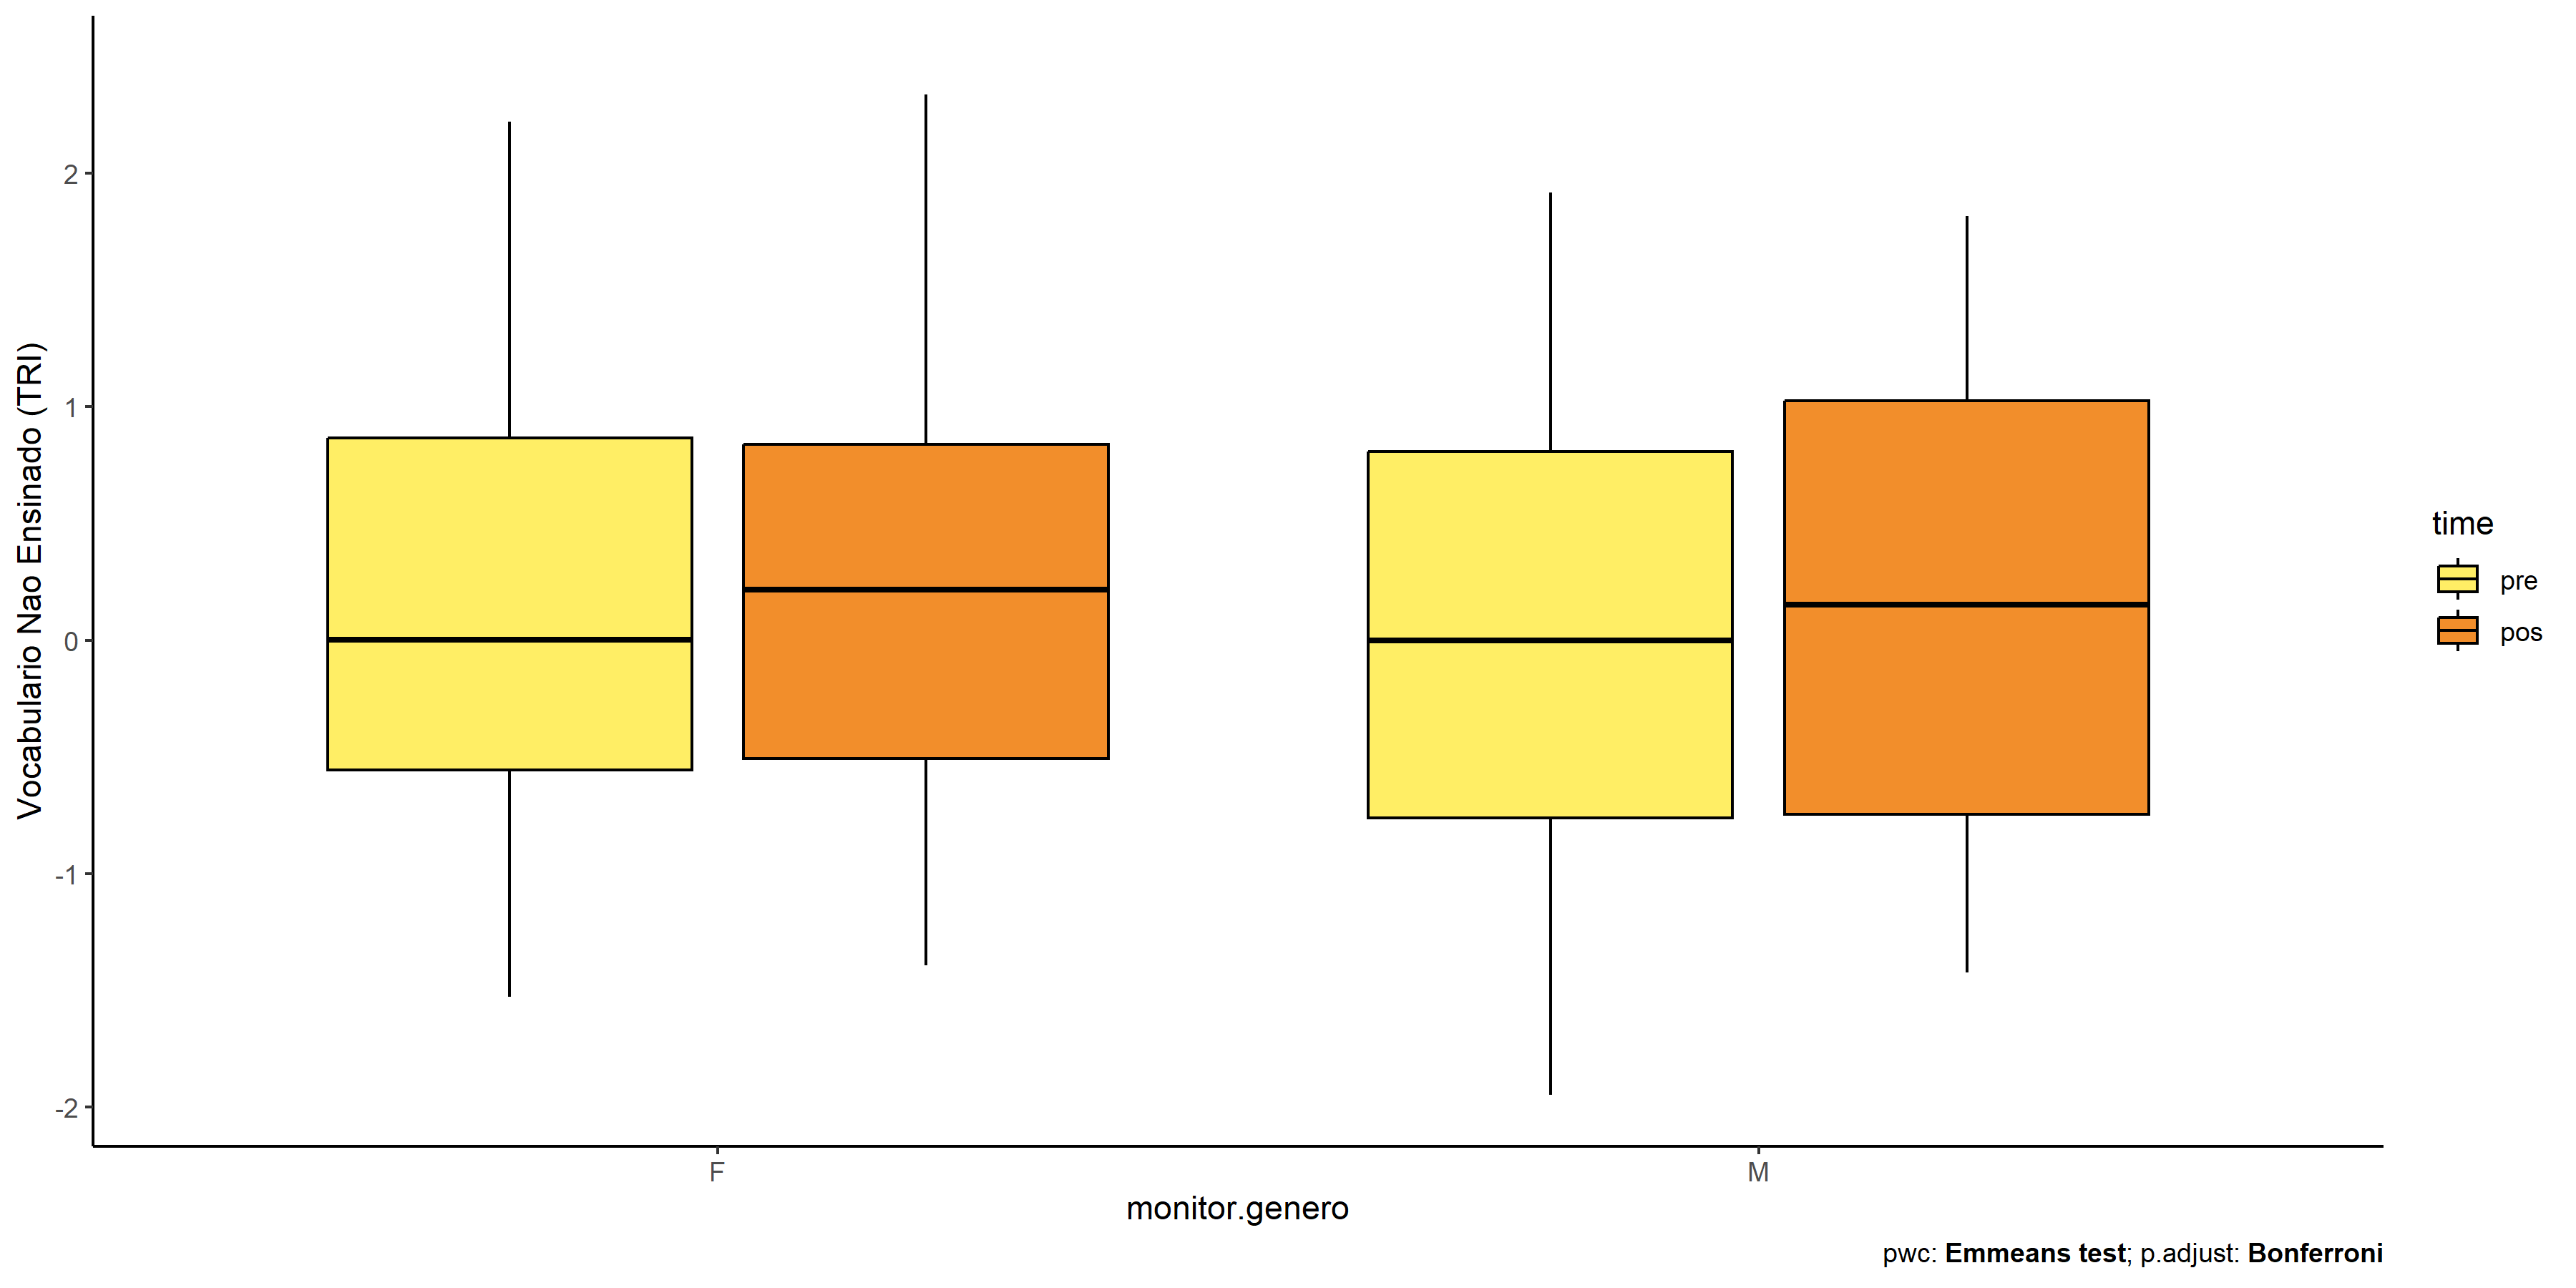 Vocabulario Nao Ensinado (TRI)
2
1
0
-1
-2
F
M
monitor.genero
time
pre
pos
pwc: Emmeans test; p.adjust: Bonferroni